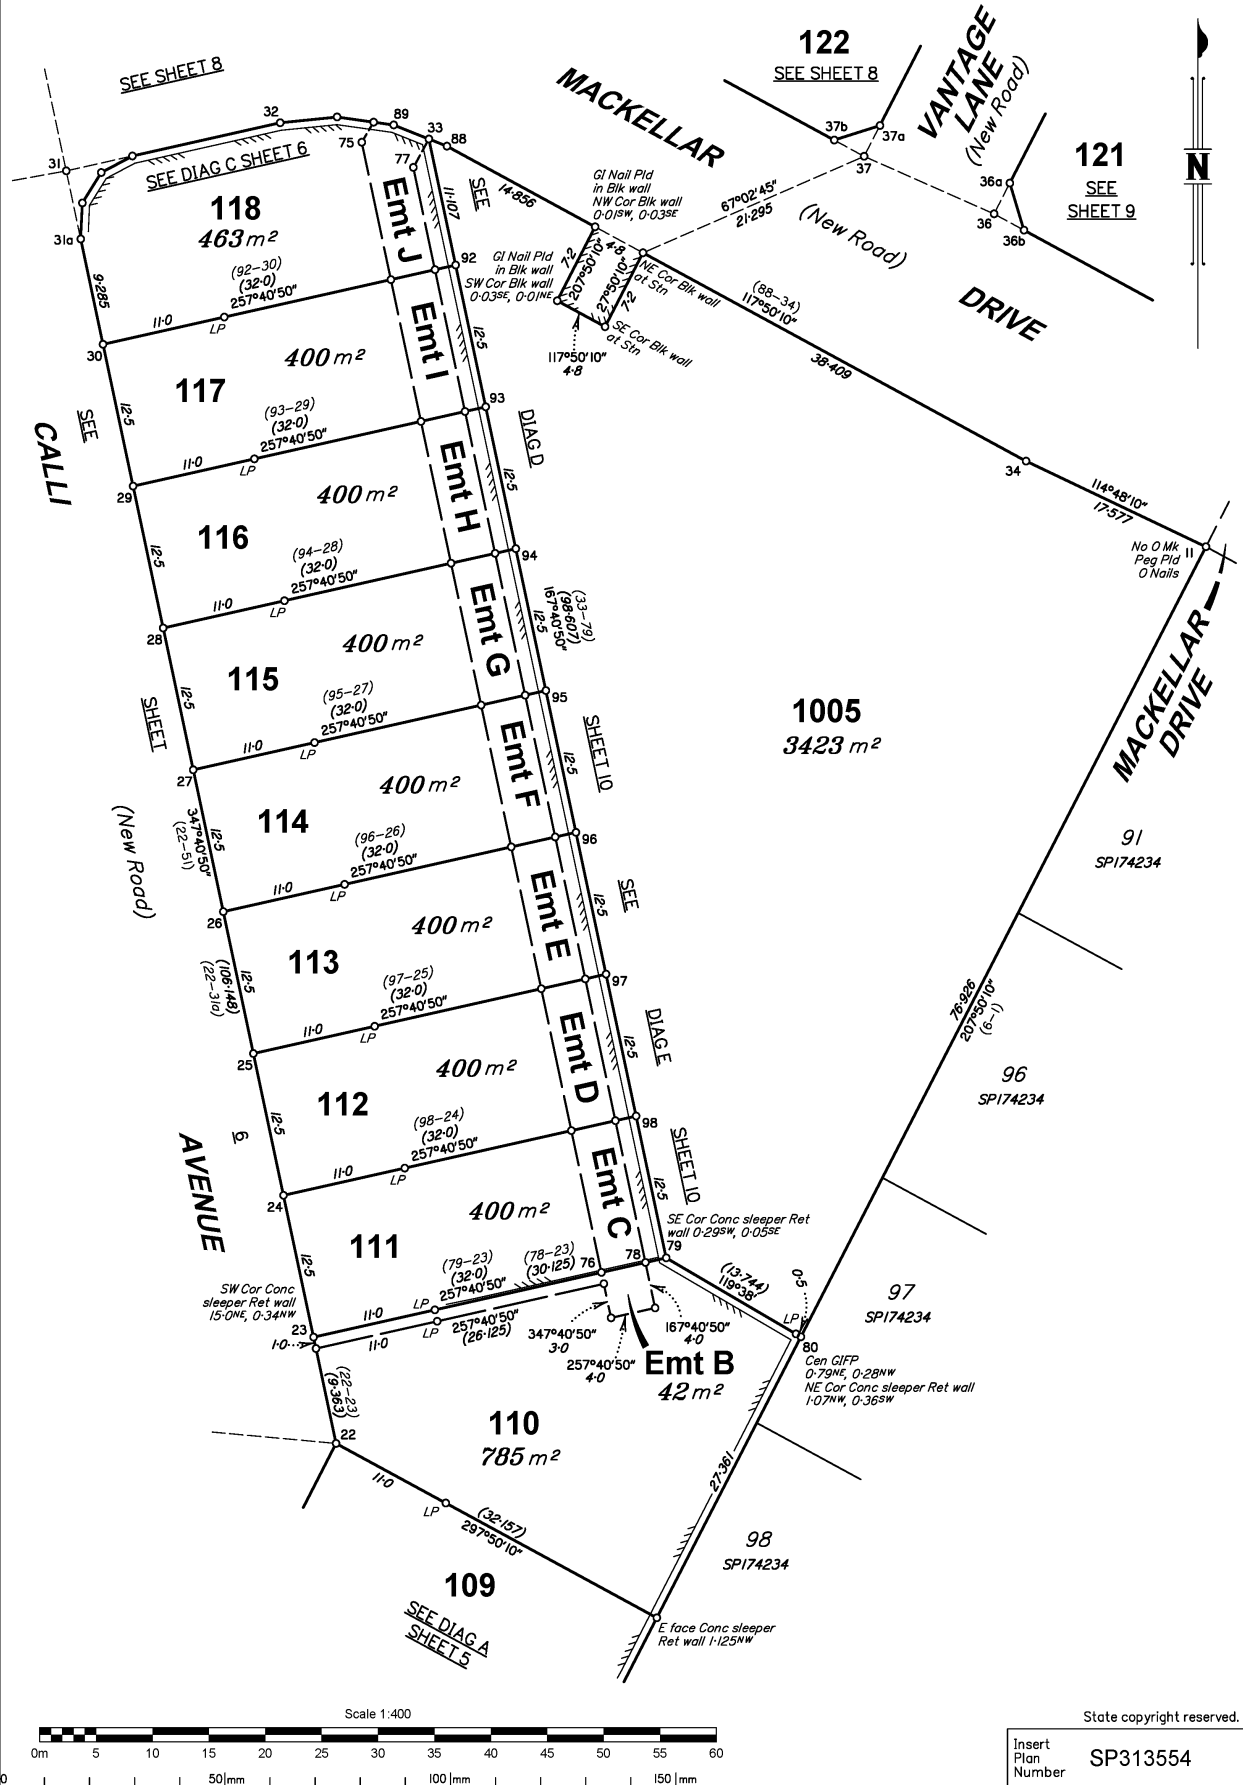 SEE SHEET 8
MACKELLAR
DRIVE
(New Road)
122
SEE SHEET 8
VANTAGE
LANE
(New Road)
121
SEE
SHEET 9
N
37b
37a
37
36a
36
36b
67°02'45"
21·295
31
32
89
33
88
75
77
SEE DIAG C SHEET 6
31a
118
463 m²
Emt J
11·107
SEE
14·856
GI Nail Pld
in Blk wall
NW Cor Blk wall
0·01SW, 0·03SE
GI Nail Pld
in Blk wall
SW Cor Blk wall
0·03SE, 0·01NE
7·2
207°50'10"
4·8
27°50'10"
7·2
NE Cor Blk wall
at Stn
SE Cor Blk wall
at Stn
117°50'10"
4·8
(88–34)
117°50'10"
38·409
34
114°48'10"
17·577
No O Mk
Peg Pld
O Nails
11
MACKELLAR
DRIVE
9·285
(92–30)
(32·0)
257°40'50"
11·0
LP
92
30
117
400 m²
Emt I
12·5
12·5
SEE
CALLI
(93–29)
(32·0)
257°40'50"
11·0
LP
93
29
DIAG D
116
400 m²
Emt H
12·5
12·5
(94–28)
(32·0)
257°40'50"
11·0
LP
94
28
115
400 m²
Emt G
12·5
12·5
167°40'50"
(98·607)
(33–79)
SHEET
(95–27)
(32·0)
257°40'50"
11·0
LP
95
27
SHEET 10
1005
3423 m²
114
400 m²
Emt F
12·5
12·5
347°40'50"
(22–51)
(New Road)
(96–26)
(32·0)
257°40'50"
11·0
LP
96
26
113
400 m²
Emt E
12·5
12·5
SEE
(106·148)
(22–31a)
91
SP174234
(97–25)
(32·0)
257°40'50"
11·0
LP
97
25
76·926
207°50'10"
(6–1)
DIAG E
112
400 m²
Emt D
12·5
12·5
6
AVENUE
96
SP174234
(98–24)
(32·0)
257°40'50"
11·0
LP
98
24
SHEET 10
111
400 m²
Emt C
12·5
12·5
SE Cor Conc sleeper Ret
wall 0·29SW, 0·05SE
79
(79–23)
(32·0)
257°40'50"
(78–23)
(30·125)
76
78
11·0
LP
SW Cor Conc
sleeper Ret wall
15·0NE, 0·34NW
23
1·0
11·0
257°40'50"
(26·125)
347°40'50"
3·0
257°40'50"
4·0
167°40'50"
4·0
Emt B
42 m²
(13·744)
119°38'
0·5
LP
80
97
SP174234
Cen GIFP
0·79NE, 0·28NW
NE Cor Conc sleeper Ret wall
1·07NW, 0·36SW
(22–23)
(9·363)
22
110
785 m²
11·0
LP
(32·157)
297°50'10"
27·361
98
SP174234
109
SEE DIAG A
SHEET 5
E face Conc sleeper
Ret wall 1·125NW
Scale 1:400
0m 5 10 15 20 25 30 35 40 45 50 55 60
0 50 mm 100 mm 150 mm
State copyright reserved.
Insert
Plan
Number
SP313554